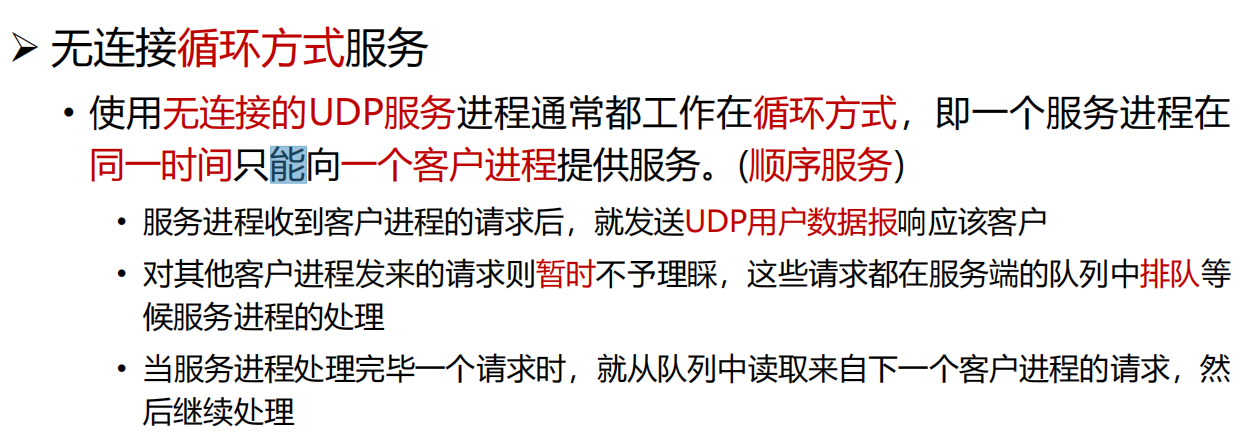 ➢ 无连接循环方式服务
• 使用无连接的UDP服务进程通常都工作在循环方式，即一个服务进程在
同一时间只能向一个客户进程提供服务。(顺序服务)
• 服务进程收到客户进程的请求后，就发送UDP用户数据报响应该客户
• 对其他客户进程发来的请求则暂时不予理睬，这些请求都在服务端的队列中排队等
候服务进程的处理
• 当服务进程处理完毕一个请求时，就从队列中读取来自下一个客户进程的请求，然
后继续处理